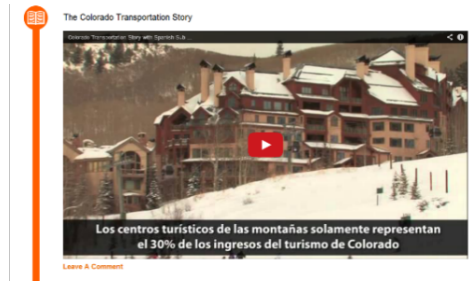 The Colorado Transportation Story
Colorado Transportation Story with Spanish Sub ...
Los centros turísticos de las montañas solamente representan
el 30% de los ingresos del turismo de Colorado
Leave A Comment